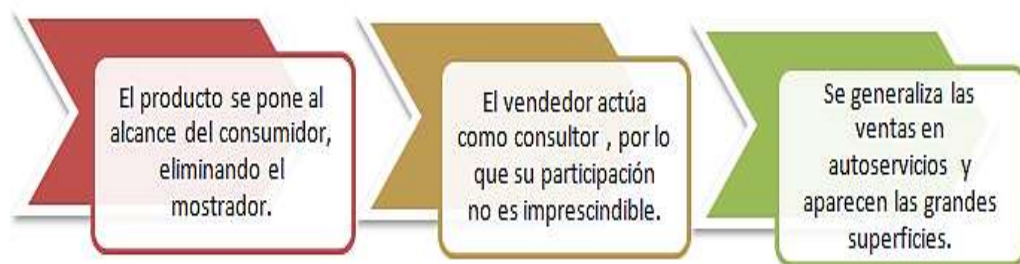 El producto se pone al
alcance del consumidor,
eliminando el
mostrador.
El vendedor actúa
como consultor , por lo
que su participación
no es imprescindible.
Se generaliza las
ventas en
autoservicios y
aparecen las grandes
superficies.